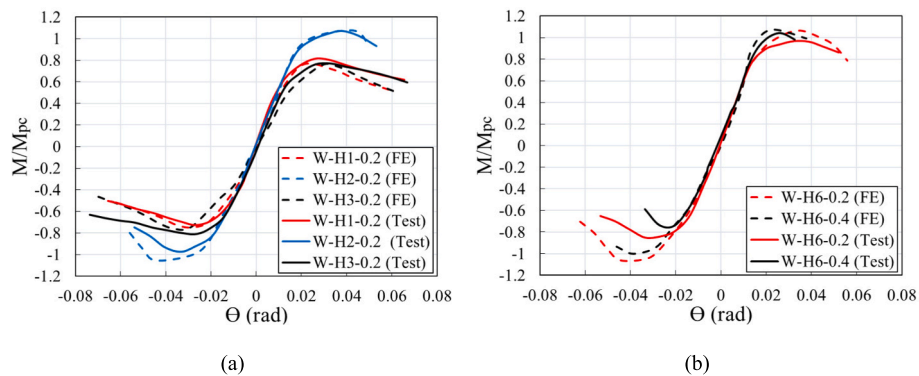 1.2
1
0.8
0.6
0.4
0.2
0
-0.2
-0.4
-0.6
-0.8
-1
-1.2
M/Mpc
-0.08 -0.06 -0.04 -0.02 0 0.02 0.04 0.06 0.08
Ɵ (rad)
W-H1-0.2 (FE)
W-H2-0.2 (FE)
W-H3-0.2 (FE)
W-H1-0.2 (Test)
W-H2-0.2 (Test)
W-H3-0.2 (Test)
(a)
1.2
1
0.8
0.6
0.4
0.2
0
-0.2
-0.4
-0.6
-0.8
-1
-1.2
M/Mpc
-0.08 -0.06 -0.04 -0.02 0 0.02 0.04 0.06 0.08
Ɵ (rad)
W-H6-0.2 (FE)
W-H6-0.4 (FE)
W-H6-0.2 (Test)
W-H6-0.4 (Test)
(b)